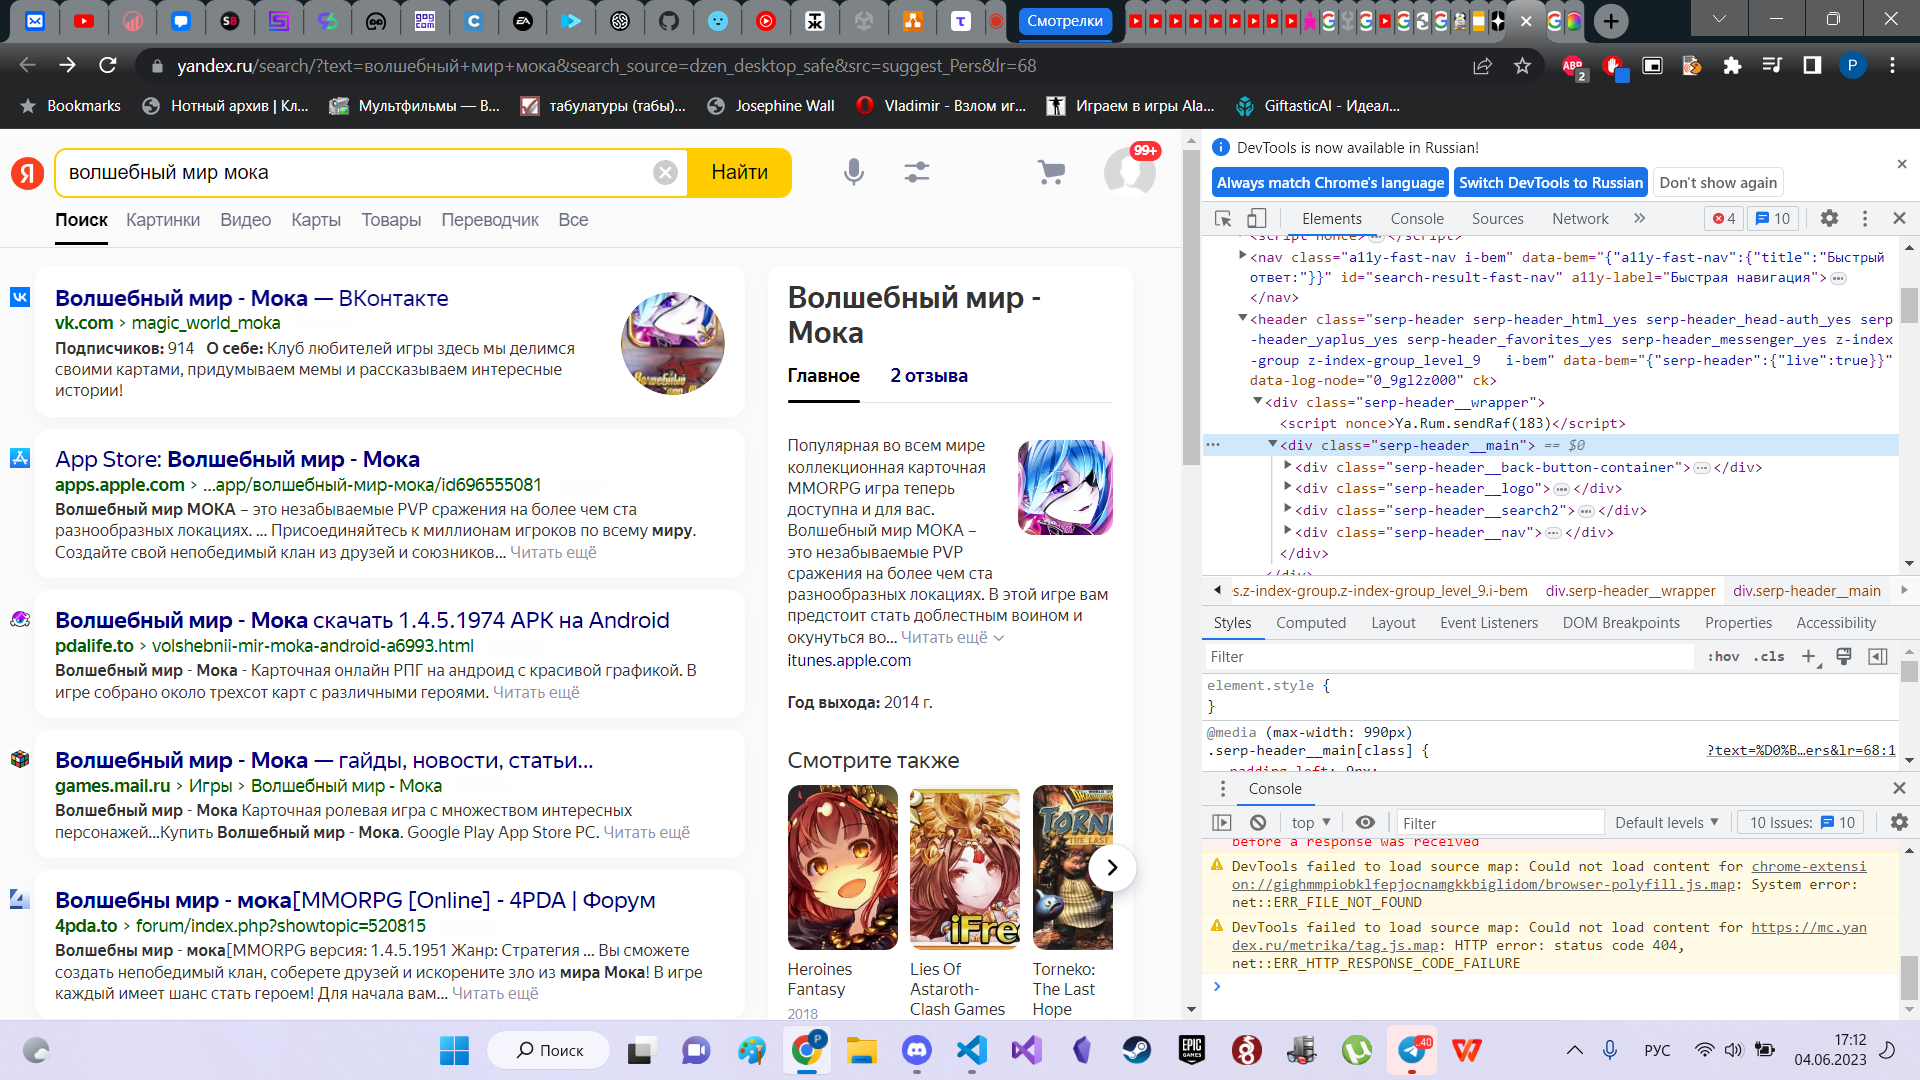 Смотрелки
yandex.ru/search/?text=волшебный+мир+мока&search_source=dzen_desktop_safe&src=suggest_Pers&lr=68
Bookmarks
Нотный архив | Кл...
Мультфильмы — В...
табулатуры (табы)...
Josephine Wall
Vladimir - Взлом иг...
Играем в игры Ala...
GiftasticAI - Идеал...
волшебный мир мока
Найти
99+
Поиск Картинки Видео Карты Товары Переводчик Все
Волшебный мир - Мока — ВКонтакте
vk.com › magic_world_moka
Подписчиков: 914 О себе: Клуб любителей игры здесь мы делимся
своими картами, придумываем мемы и рассказываем интересные
истории!
App Store: Волшебный мир - Мока
apps.apple.com › ...app/волшебный-мир-мока/id696555081
Волшебный мир МОКА – это незабываемые PVP сражения на более чем ста
разнообразных локациях. ... Присоединяйтесь к миллионам игроков по всему миру.
Создайте свой непобедимый клан из друзей и союзников... Читать ещё
Волшебный мир - Мока скачать 1.4.5.1974 APK на Android
pdalife.to › volshebnii-mir-moka-android-a6993.html
Волшебный мир - Мока - Карточная онлайн РПГ на андроид с красивой графикой. В
игре собрано около трехсот карт с различными героями. Читать ещё
Волшебный мир - Мока — гайды, новости, статьи...
games.mail.ru › Игры › Волшебный мир - Мока
Волшебный мир - Мока Карточная ролевая игра с множеством интересных
персонажей...Купить Волшебный мир - Мока. Google Play App Store PC. Читать ещё
Волшебны мир - мока[MMORPG [Online] - 4PDA | Форум
4pda.to › forum/index.php?showtopic=520815
Волшебны мир - мока[MMORPG версия: 1.4.5.1951 Жанр: Стратегия ... Вы сможете
создать непобедимый клан, соберете друзей и искорените зло из мира Мока! В игре
каждый имеет шанс стать героем! Для начала вам... Читать ещё
Волшебный мир -
Мока
Главное 2 отзыва
Популярная во всем мире
коллекционная карточная
MMORPG игра теперь
доступна и для вас.
Волшебный мир МОКА –
это незабываемые PVP
сражения на более чем ста
разнообразных локациях. В этой игре вам
предстоит стать доблестным воином и
окунуться во... Читать ещё
itunes.apple.com
Год выхода: 2014 г.
Смотрите также
Heroines
Fantasy
2018
iFre
Lies Of
Astaroth-
Clash Games
TORNE
THE LAST
Torneko:
The Last
Hope
DevTools is now available in Russian!
Always match Chrome's language Switch DevTools to Russian Don't show again
Elements Console Sources Network » 4 10
<script nonce>…</script>
<nav class="a11y-fast-nav i-bem" data-bem="{"a11y-fast-nav":{"title":"Быстрый
ответ:"}}" id="search-result-fast-nav" a11y-label="Быстрая навигация">…
</nav>
<header class="serp-header serp-header_html_yes serp-header_head-auth_yes serp
-header_yaplus_yes serp-header_favorites_yes serp-header_messenger_yes z-index
-group z-index-group_level_9 i-bem" data-bem="{"serp-header":{"live":true}}"
data-log-node="0_9gl2z000" ck>
<div class="serp-header__wrapper">
<script nonce>Ya.Rum.sendRaf(183)</script>
<div class="serp-header__main"> == $0
<div class="serp-header__back-button-container">…</div>
<div class="serp-header__logo">…</div>
<div class="serp-header__search2">…</div>
<div class="serp-header__nav">…</div>
</div>
</div>
s.z-index-group.z-index-group_level_9.i-bem div.serp-header__wrapper div.serp-header__main
Styles Computed Layout Event Listeners DOM Breakpoints Properties Accessibility
Filter :hov .cls +
element.style {
}
@media (max-width: 990px)
.serp-header__main[class] { ?text=%D0%B…ers&lr=68:1
padding-left: 9px;
Console
top Filter Default levels 10 Issues: 10
before a response was received
DevTools failed to load source map: Could not load content for chrome-extensi
on://gighmmpiobklfepjocnamgkkbiglidom/browser-polyfill.js.map: System error:
net::ERR_FILE_NOT_FOUND
DevTools failed to load source map: Could not load content for https://mc.yan
dex.ru/metrika/tag.js.map: HTTP error: status code 404,
net::ERR_HTTP_RESPONSE_CODE_FAILURE
Поиск
РУС
17:12
04.06.2023